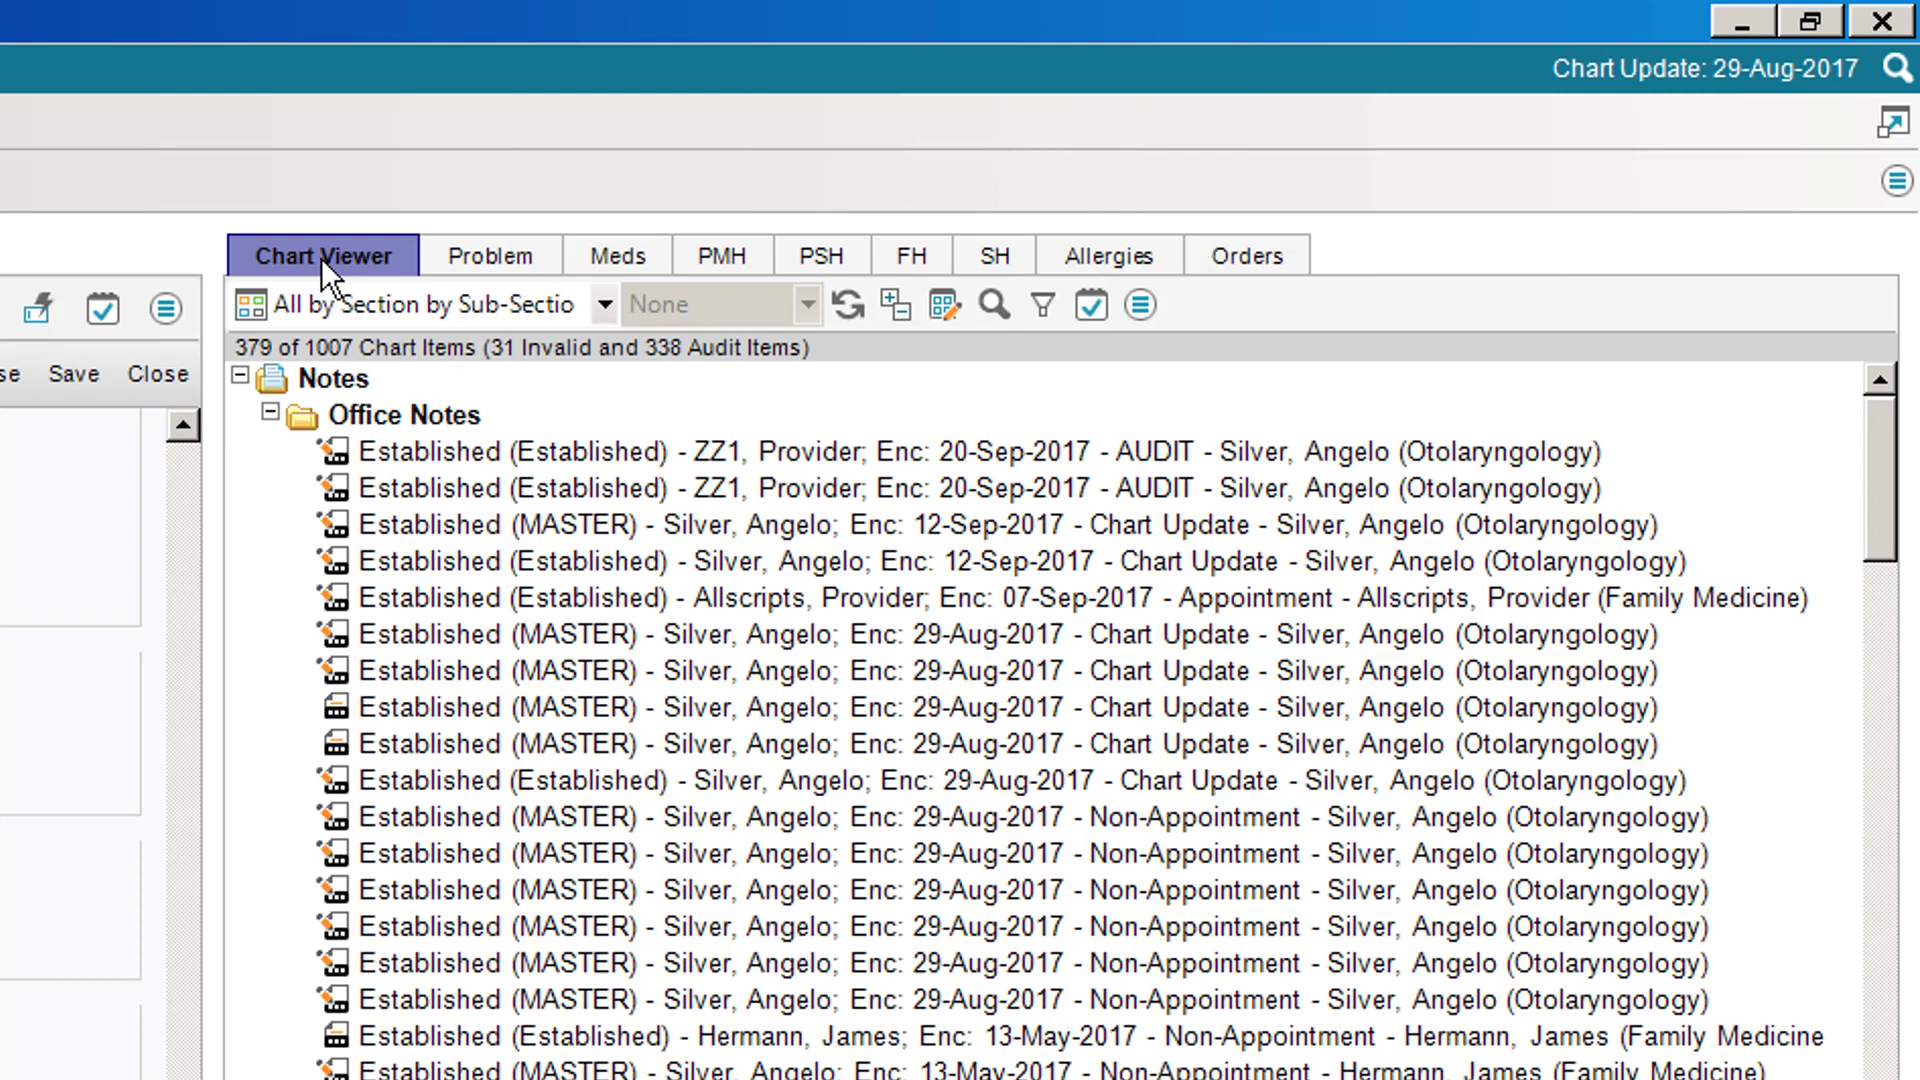 Chart Update: 29-Aug-2017
Chart Viewer Problem Meds PMH PSH FH SH Allergies Orders
All by Section by Sub-Sectio None
379 of 1007 Chart Items (31 Invalid and 338 Audit Items)
se Save Close
Notes
Office Notes
Established (Established) - ZZ1, Provider; Enc: 20-Sep-2017 - AUDIT - Silver, Angelo (Otolaryngology)
Established (Established) - ZZ1, Provider; Enc: 20-Sep-2017 - AUDIT - Silver, Angelo (Otolaryngology)
Established (MASTER) - Silver, Angelo; Enc: 12-Sep-2017 - Chart Update - Silver, Angelo (Otolaryngology)
Established (Established) - Silver, Angelo; Enc: 12-Sep-2017 - Chart Update - Silver, Angelo (Otolaryngology)
Established (Established) - Allscripts, Provider; Enc: 07-Sep-2017 - Appointment - Allscripts, Provider (Family Medicine)
Established (MASTER) - Silver, Angelo; Enc: 29-Aug-2017 - Chart Update - Silver, Angelo (Otolaryngology)
Established (MASTER) - Silver, Angelo; Enc: 29-Aug-2017 - Chart Update - Silver, Angelo (Otolaryngology)
Established (MASTER) - Silver, Angelo; Enc: 29-Aug-2017 - Chart Update - Silver, Angelo (Otolaryngology)
Established (MASTER) - Silver, Angelo; Enc: 29-Aug-2017 - Chart Update - Silver, Angelo (Otolaryngology)
Established (Established) - Silver, Angelo; Enc: 29-Aug-2017 - Chart Update - Silver, Angelo (Otolaryngology)
Established (MASTER) - Silver, Angelo; Enc: 29-Aug-2017 - Non-Appointment - Silver, Angelo (Otolaryngology)
Established (MASTER) - Silver, Angelo; Enc: 29-Aug-2017 - Non-Appointment - Silver, Angelo (Otolaryngology)
Established (MASTER) - Silver, Angelo; Enc: 29-Aug-2017 - Non-Appointment - Silver, Angelo (Otolaryngology)
Established (MASTER) - Silver, Angelo; Enc: 29-Aug-2017 - Non-Appointment - Silver, Angelo (Otolaryngology)
Established (MASTER) - Silver, Angelo; Enc: 29-Aug-2017 - Non-Appointment - Silver, Angelo (Otolaryngology)
Established (MASTER) - Silver, Angelo; Enc: 29-Aug-2017 - Non-Appointment - Silver, Angelo (Otolaryngology)
Established (Established) - Hermann, James; Enc: 13-May-2017 - Non-Appointment - Hermann, James (Family Medicine
Established (MASTER) - Silver, Angelo; Enc: 13-May-2017 - Non-Appointment - Hermann, James (Family Medicine)